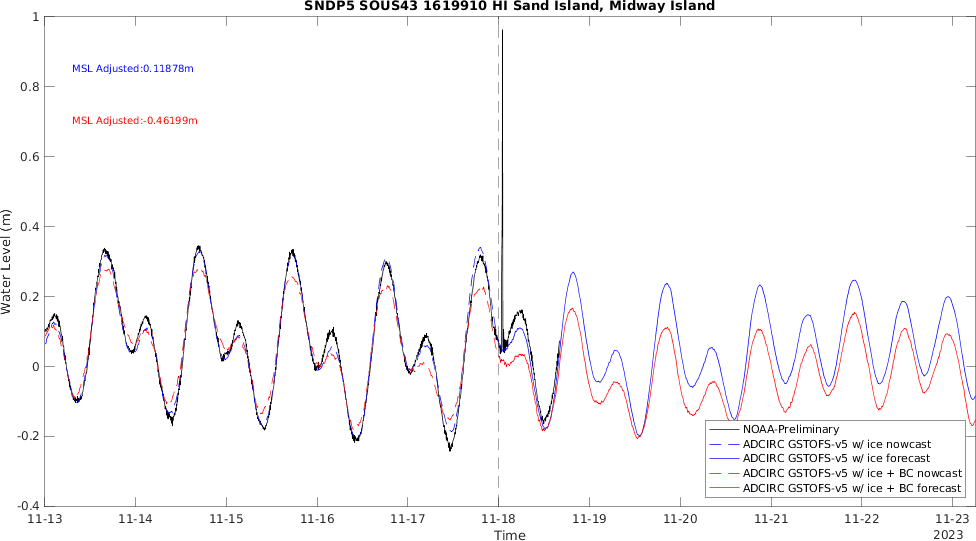 SNDP5 SOUS43 1619910 HI Sand Island, Midway Island
1
0.8
0.6
0.4
0.2
0
-0.2
-0.4
Water Level (m)
MSL Adjusted:0.11878m
MSL Adjusted:-0.46199m
NOAA-Preliminary
ADCIRC GSTOFS-v5 w/ ice nowcast
ADCIRC GSTOFS-v5 w/ ice forecast
ADCIRC GSTOFS-v5 w/ ice + BC nowcast
ADCIRC GSTOFS-v5 w/ ice + BC forecast
11-13 11-14 11-15 11-16 11-17 11-18 11-19 11-20 11-21 11-22 11-23
Time
2023